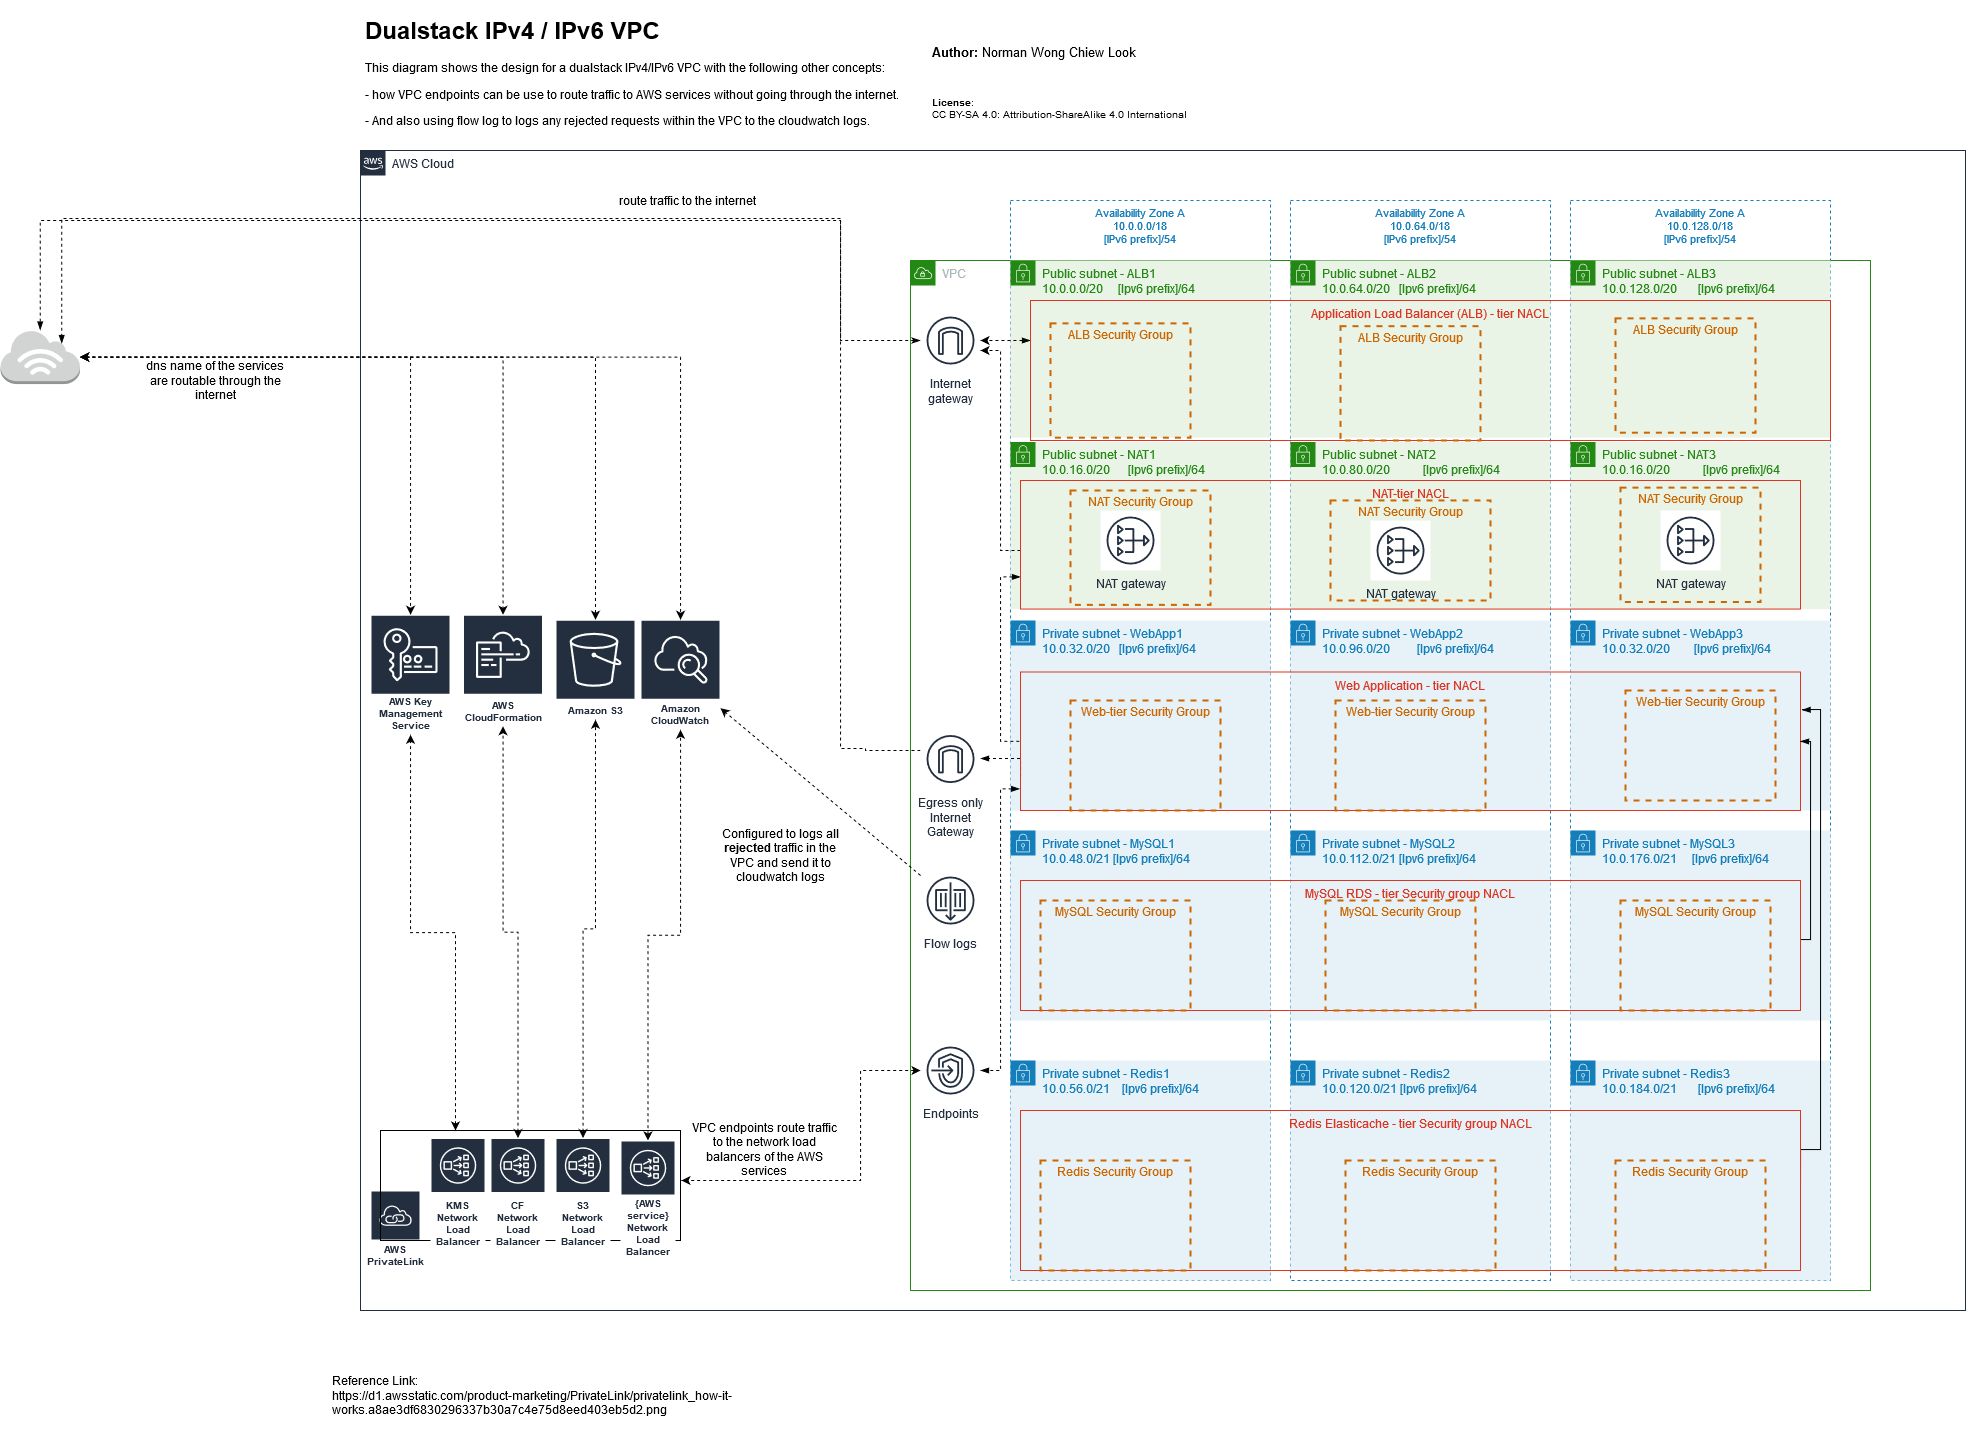 Dualstack IPv4 / IPv6 VPC
This diagram shows the design for a dualstack IPv4/IPv6 VPC with the following other concepts:
- how VPC endpoints can be use to route traffic to AWS services without going through the internet.
- And also using flow log to logs any rejected requests within the VPC to the cloudwatch logs.
Author: Norman Wong Chiew Look
License:
CC BY-SA 4.0: Attribution-ShareAlike 4.0 International
aws
AWS Cloud
route traffic to the internet
dns name of the services
are routable through the
internet
Availability Zone A
10.0.0.0/18
[IPv6 prefix]/54
Availability Zone A
10.0.64.0/18
[IPv6 prefix]/54
Availability Zone A
10.0.128.0/18
[IPv6 prefix]/54
VPC
Public subnet - ALB1
10.0.0.0/20 [Ipv6 prefix]/64
Public subnet - ALB2
10.0.64.0/20 [Ipv6 prefix]/64
Public subnet - ALB3
10.0.128.0/20 [Ipv6 prefix]/64
Application Load Balancer (ALB) - tier NACL
ALB Security Group
ALB Security Group
ALB Security Group
Internet
gateway
Public subnet - NAT1
10.0.16.0/20 [Ipv6 prefix]/64
Public subnet - NAT2
10.0.80.0/20 [Ipv6 prefix]/64
Public subnet - NAT3
10.0.16.0/20 [Ipv6 prefix]/64
NAT-tier NACL
NAT Security Group
NAT Security Group
NAT Security Group
NAT gateway
NAT gateway
NAT gateway
Private subnet - WebApp1
10.0.32.0/20 [Ipv6 prefix]/64
Private subnet - WebApp2
10.0.96.0/20 [Ipv6 prefix]/64
Private subnet - WebApp3
10.0.32.0/20 [Ipv6 prefix]/64
Web Application - tier NACL
Web-tier Security Group
Web-tier Security Group
Web-tier Security Group
AWS Key
Management
Service
AWS
CloudFormation
Amazon S3
Amazon
CloudWatch
Egress only
Internet
Gateway
Configured to logs all
rejected traffic in the
VPC and send it to
cloudwatch logs
Private subnet - MySQL1
10.0.48.0/21 [Ipv6 prefix]/64
Private subnet - MySQL2
10.0.112.0/21 [Ipv6 prefix]/64
Private subnet - MySQL3
10.0.176.0/21 [Ipv6 prefix]/64
MySQL RDS - tier Security group NACL
MySQL Security Group
MySQL Security Group
MySQL Security Group
Flow logs
Private subnet - Redis1
10.0.56.0/21 [Ipv6 prefix]/64
Private subnet - Redis2
10.0.120.0/21 [Ipv6 prefix]/64
Private subnet - Redis3
10.0.184.0/21 [Ipv6 prefix]/64
Redis Elasticache - tier Security group NACL
Redis Security Group
Redis Security Group
Redis Security Group
Endpoints
VPC endpoints route traffic
to the network load
balancers of the AWS
services
AWS
PrivateLink
KMS
Network
Load
Balancer
CF
Network
Load
Balancer
S3
Network
Load
Balancer
{AWS
service}
Network
Load
Balancer
Reference Link:
https://d1.awsstatic.com/product-marketing/PrivateLink/privatelink_how-it-
works.a8ae3df6830296337b30a7c4e75d8eed403eb5d2.png